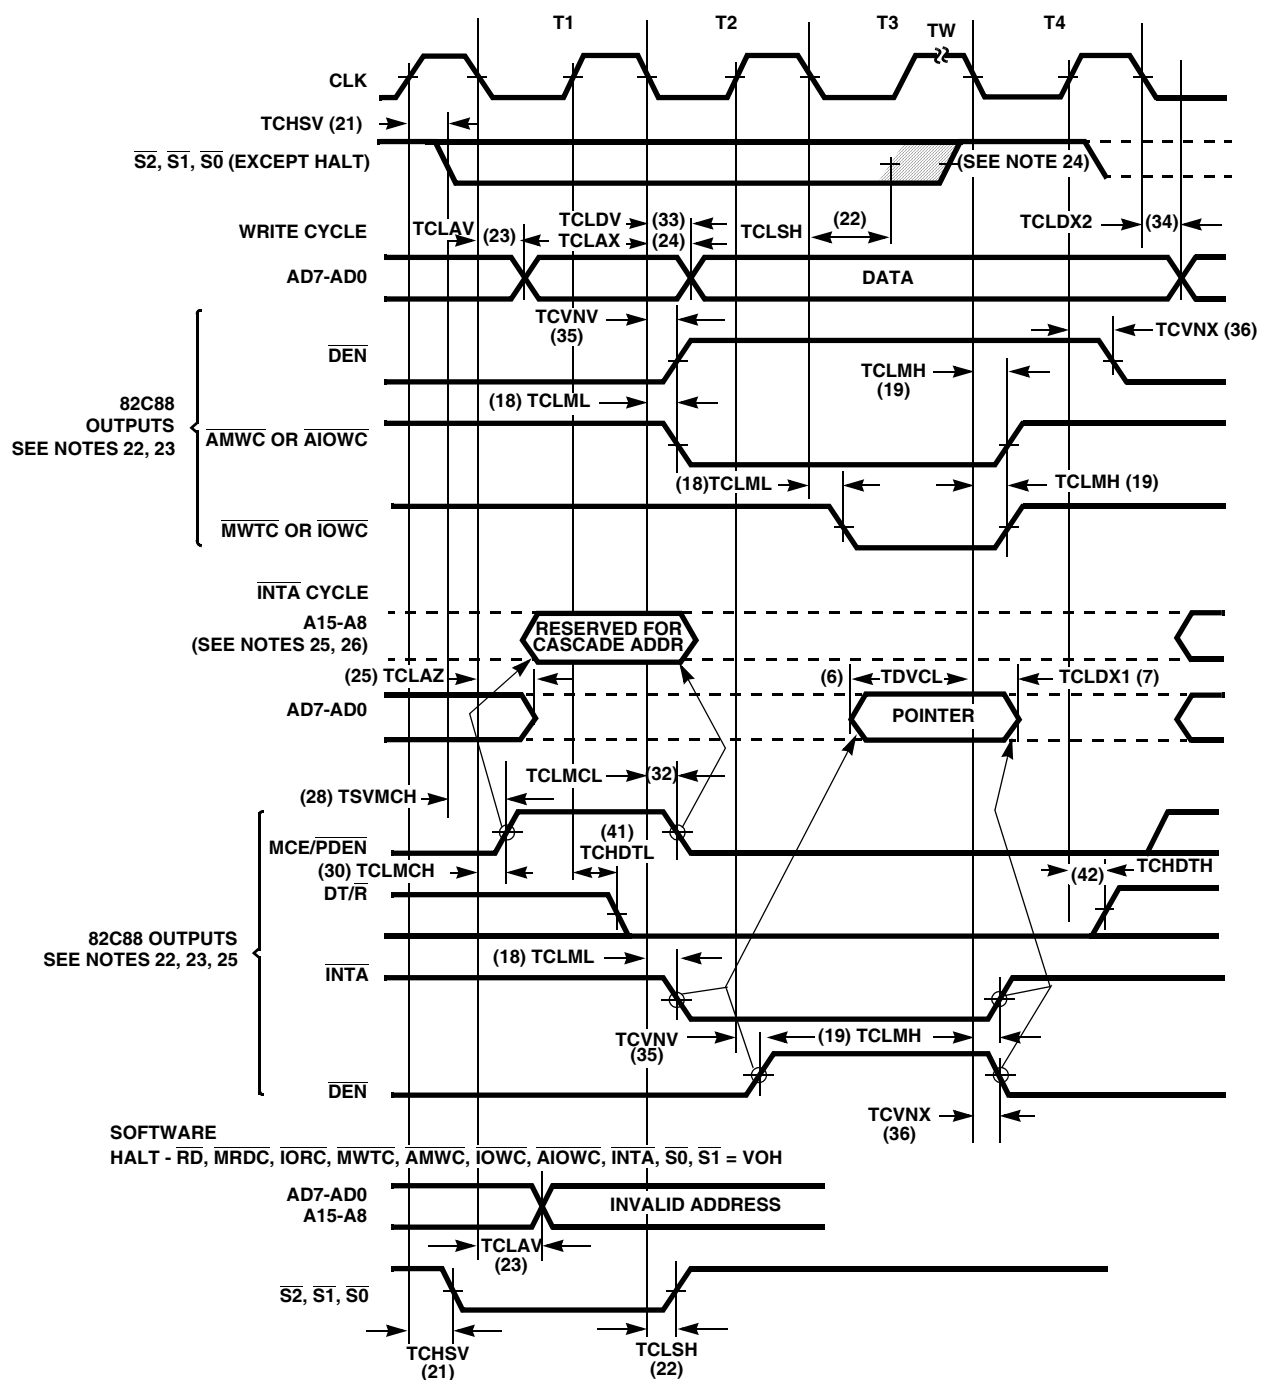 T1 T2 T3 TW T4
CLK
TCHSV (21)
S2, S1, S0 (EXCEPT HALT)
(SEE NOTE 24)
WRITE CYCLE
TCLAV (23)
TCLDV (33)
TCLAX (24)
TCLSH (22)
TCLDX2 (34)
AD7-AD0
DATA
TCVNV
(35)
TCVNX (36)
DEN
TCLMH
(19)
(18) TCLML
82C88
OUTPUTS
SEE NOTES 22, 23
AMWC OR AIOWC
(18)TCLML
TCLMH (19)
MWTC OR IOWC
INTA CYCLE
A15-A8
(SEE NOTES 25, 26)
RESERVED FOR
CASCADE ADDR
(25) TCLAZ
(6) TDVCL
TCLDX1 (7)
AD7-AD0
POINTER
TCLMCL (32)
(28) TSVMCH
MCE/PDEN
(41)
TCHDTL
(30) TCLMCH
(42) TCHDTH
DT/R
82C88 OUTPUTS
SEE NOTES 22, 23, 25
(18) TCLML
INTA
TCVNV
(35)
(19) TCLMH
DEN
TCVNX
(36)
SOFTWARE
HALT - RD, MRDC, IORC, MWTC, AMWC, IOWC, AIOWC, INTA, S0, S1 = VOH
AD7-AD0
A15-A8
INVALID ADDRESS
TCLAV
(23)
S2, S1, S0
TCHSV
(21)
TCLSH
(22)